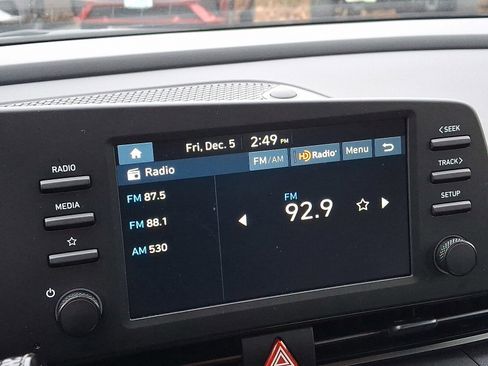 Fri, Dec. 5 2:49 PM
Radio FM/AM HD Radio Menu
FM 87.5
FM 88.1
AM 530
FM
92.9
RADIO
MEDIA
< SEEK
TRACK >
SETUP